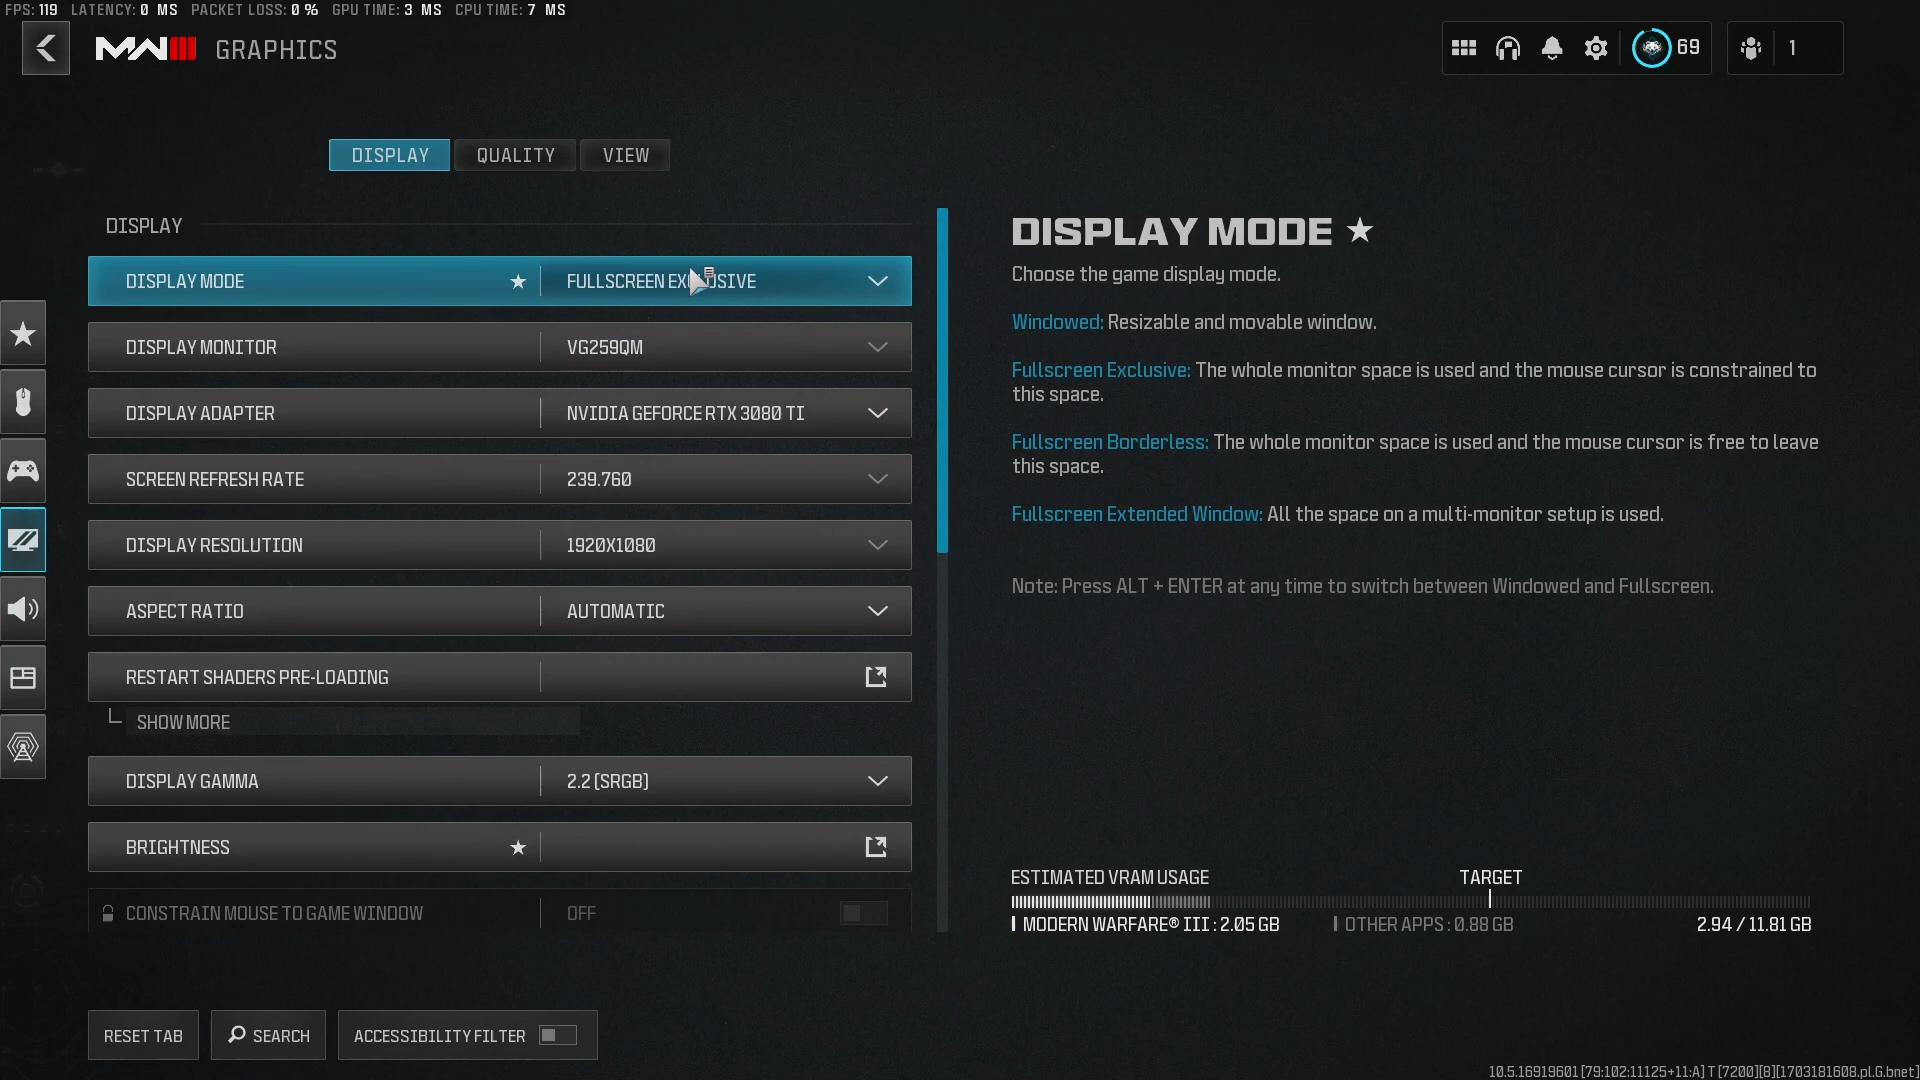 FPS: 119 LATENCY: 0 MS PACKET LOSS: 0 % GPU TIME: 3 MS CPU TIME: 7 MS
MWIII GRAPHICS
69
1
DISPLAY QUALITY VIEW
DISPLAY
DISPLAY MODE FULLSCREEN EXCLUSIVE
DISPLAY MONITOR VG259QM
DISPLAY ADAPTER NVIDIA GEFORCE RTX 3080 TI
SCREEN REFRESH RATE 239.760
DISPLAY RESOLUTION 1920X1080
ASPECT RATIO AUTOMATIC
RESTART SHADERS PRE-LOADING
SHOW MORE
DISPLAY GAMMA 2.2 (SRGB)
BRIGHTNESS
CONSTRAIN MOUSE TO GAME WINDOW OFF
RESET TAB SEARCH ACCESSIBILITY FILTER
DISPLAY MODE
Choose the game display mode.
Windowed: Resizable and movable window.
Fullscreen Exclusive: The whole monitor space is used and the mouse cursor is constrained to
this space.
Fullscreen Borderless: The whole monitor space is used and the mouse cursor is free to leave
this space.
Fullscreen Extended Window: All the space on a multi-monitor setup is used.
Note: Press ALT + ENTER at any time to switch between Windowed and Fullscreen.
ESTIMATED VRAM USAGE TARGET
MODERN WARFARE® III : 2.05 GB OTHER APPS : 0.88 GB 2.94 / 11.81 GB
10.5.16919601 [79:102:11125+11:A] T [7200][8][1703181608.pl.G.bnet]